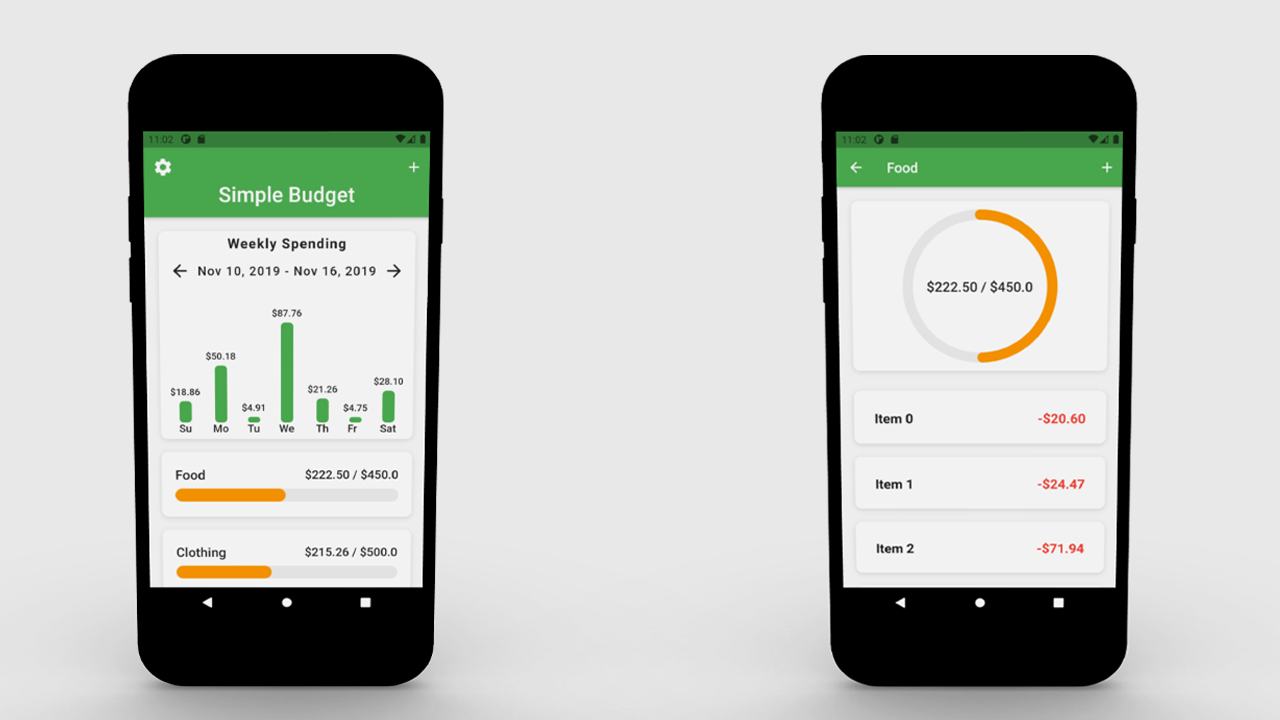 11:02
Simple Budget
Weekly Spending
Nov 10, 2019 - Nov 16, 2019
$87.76
$50.18
$28.10
$21.26
$18.86
$4.91
$4.75
Su Mo Tu We Th Fr Sat
Food $222.50 / $450.0
Clothing $215.26 / $500.0
11:02
Food
$222.50 / $450.0
Item 0 -$20.60
Item 1 -$24.47
Item 2 -$71.94